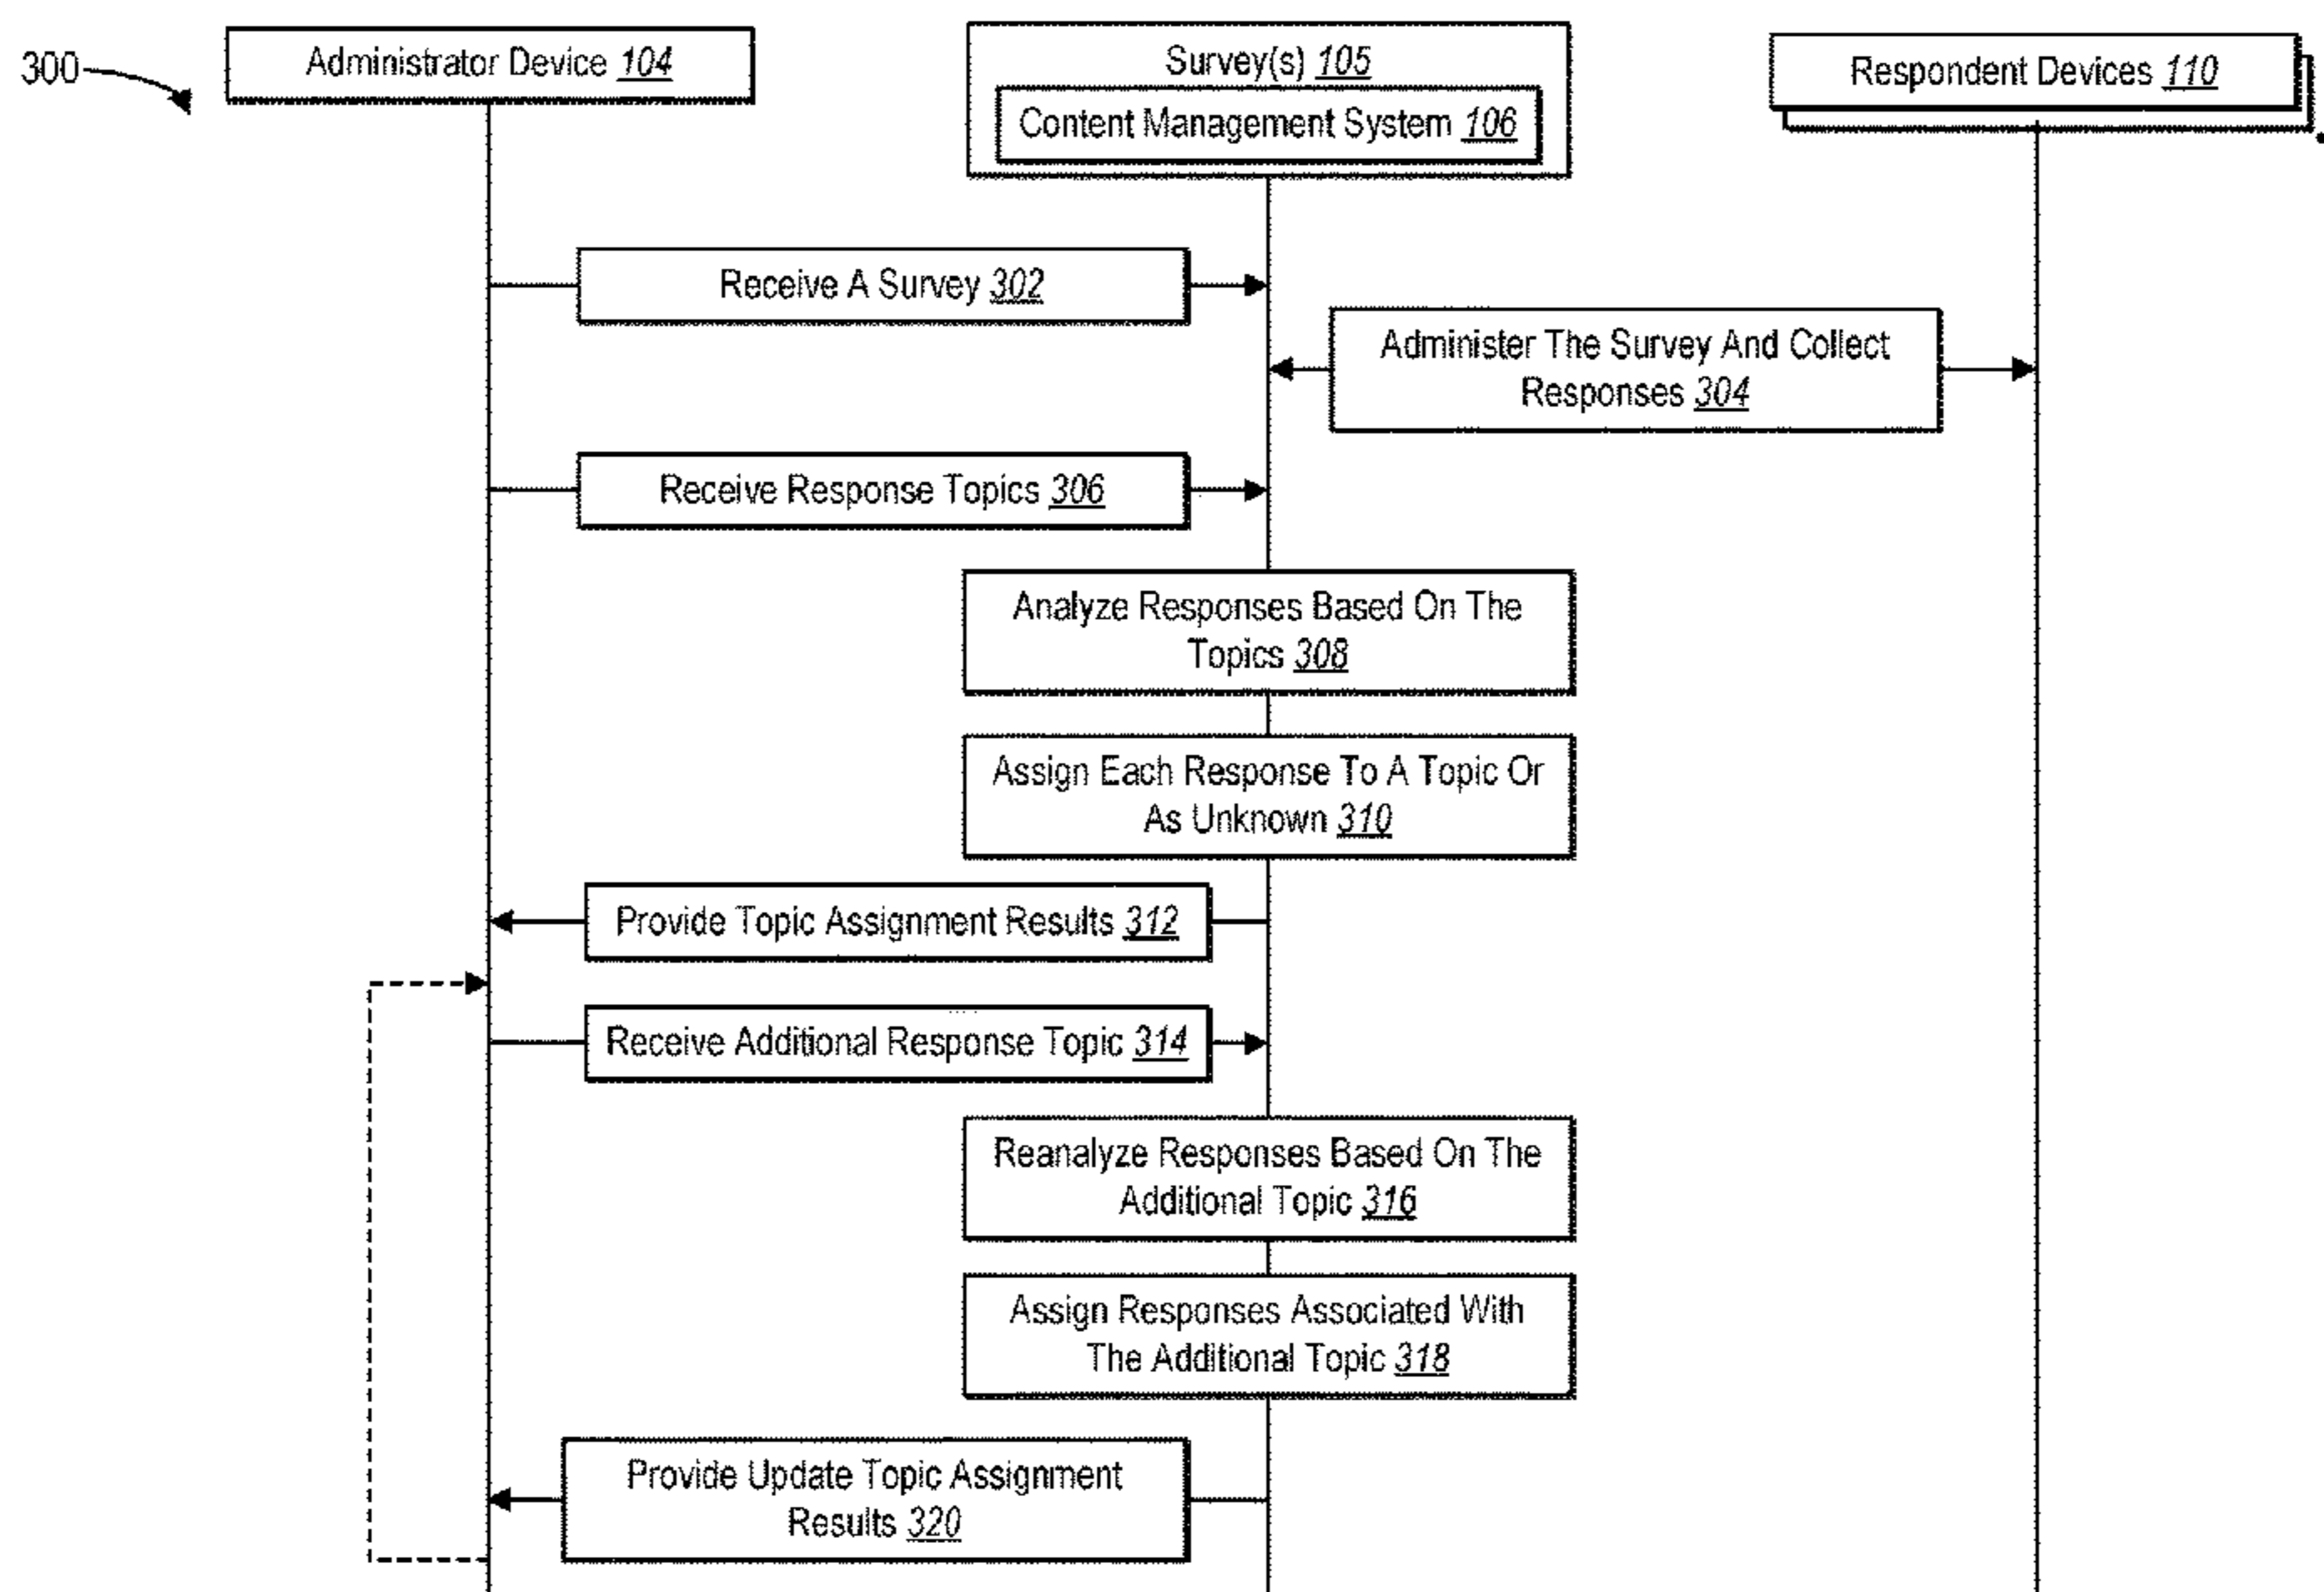 300
Administrator Device 104
Survey(s) 105
Content Management System 106
Respondent Devices 110
Receive A Survey 302
Administer The Survey And Collect
Responses 304
Receive Response Topics 306
Analyze Responses Based On The
Topics 308
Assign Each Response To A Topic Or
As Unknown 310
Provide Topic Assignment Results 312
Receive Additional Response Topic 314
Reanalyze Responses Based On The
Additional Topic 316
Assign Responses Associated With
The Additional Topic 318
Provide Update Topic Assignment
Results 320